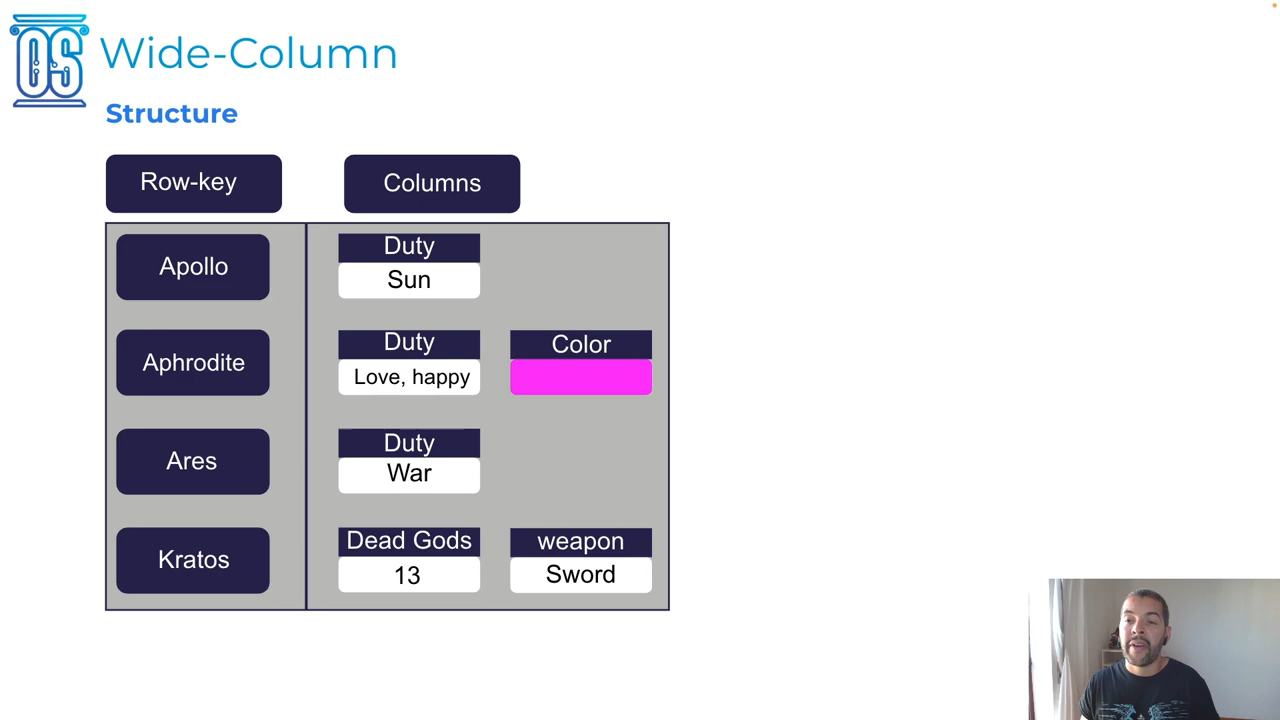 OS
Wide-Column
Structure
Row-key
Columns
Apollo
Duty
Sun
Aphrodite
Duty
Love, happy
Color
Ares
Duty
War
Kratos
Dead Gods
13
weapon
Sword